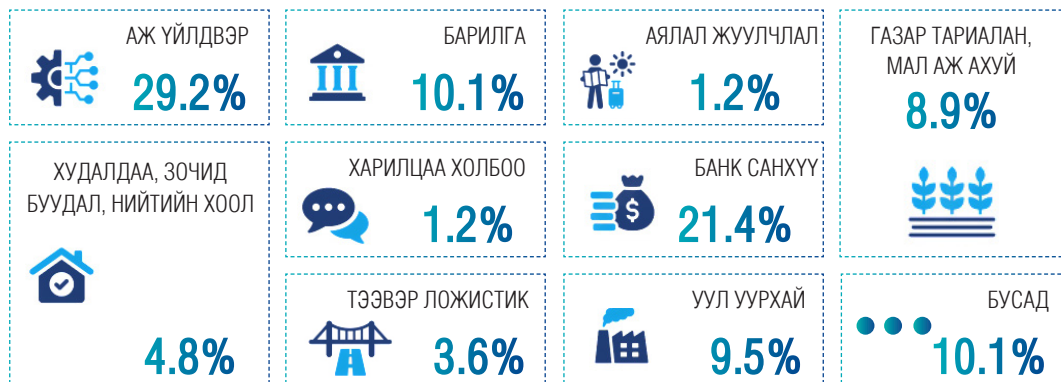 АЖ ҮЙЛДВЭР
29.2%
БАРИЛГА
10.1%
АЯЛАЛ ЖУУЛЧЛАЛ
1.2%
ГАЗАР ТАРИАЛАН,
МАЛ АЖ АХУЙ
8.9%
ХУДАЛДАА, ЗОЧИД
БУУДАЛ, НИЙТИЙН ХООЛ
4.8%
ХАРИЛЦАА ХОЛБОО
1.2%
БАНК САНХҮҮ
$
21.4%
ТЭЭВЭР ЛОЖИСТИК
3.6%
УУЛ УУРХАЙ
9.5%
БУСАД
10.1%